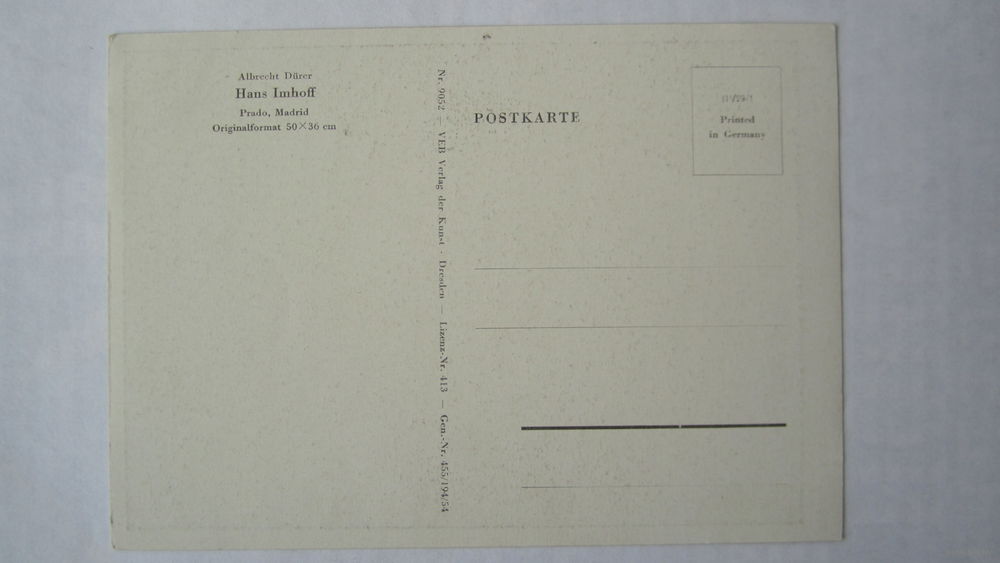 Albrecht Dürer
Hans Imhoff
Prado, Madrid
Originalformat 50×36 cm
Nr. 9052 — VEB Verlag der Kunst · Dresden — Lizenz-Nr. 413 — Gen.-Nr. 455/194/54
POSTKARTE
Printed
in Germany